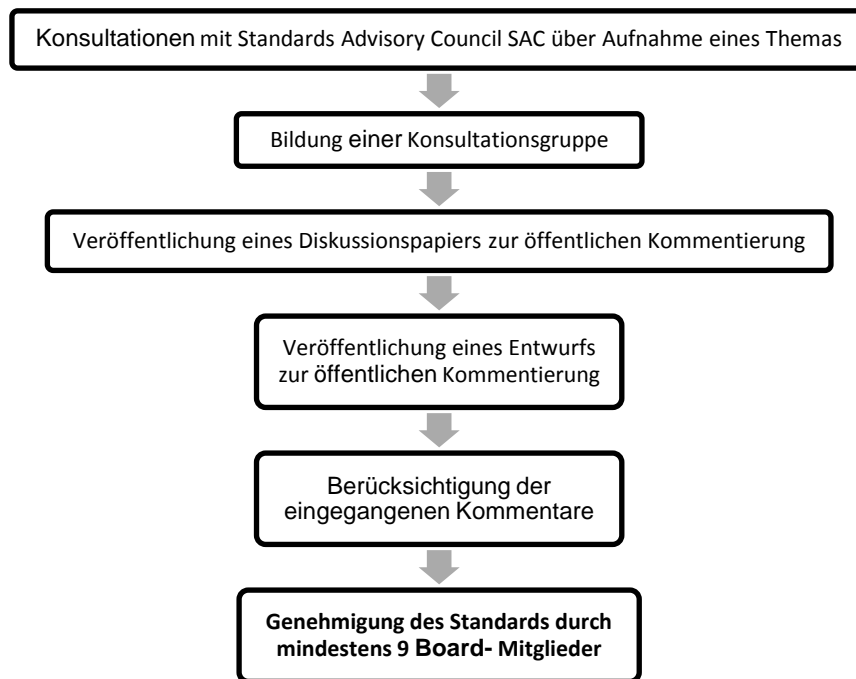 Konsultationen mit Standards Advisory Council SAC über Aufnahme eines Themas
Bildung einer Konsultationsgruppe
Veröffentlichung eines Diskussionspapiers zur öffentlichen Kommentierung
Veröffentlichung eines Entwurfs
zur öffentlichen Kommentierung
Berücksichtigung der
eingegangenen Kommentare
Genehmigung des Standards durch
mindestens 9 Board- Mitglieder